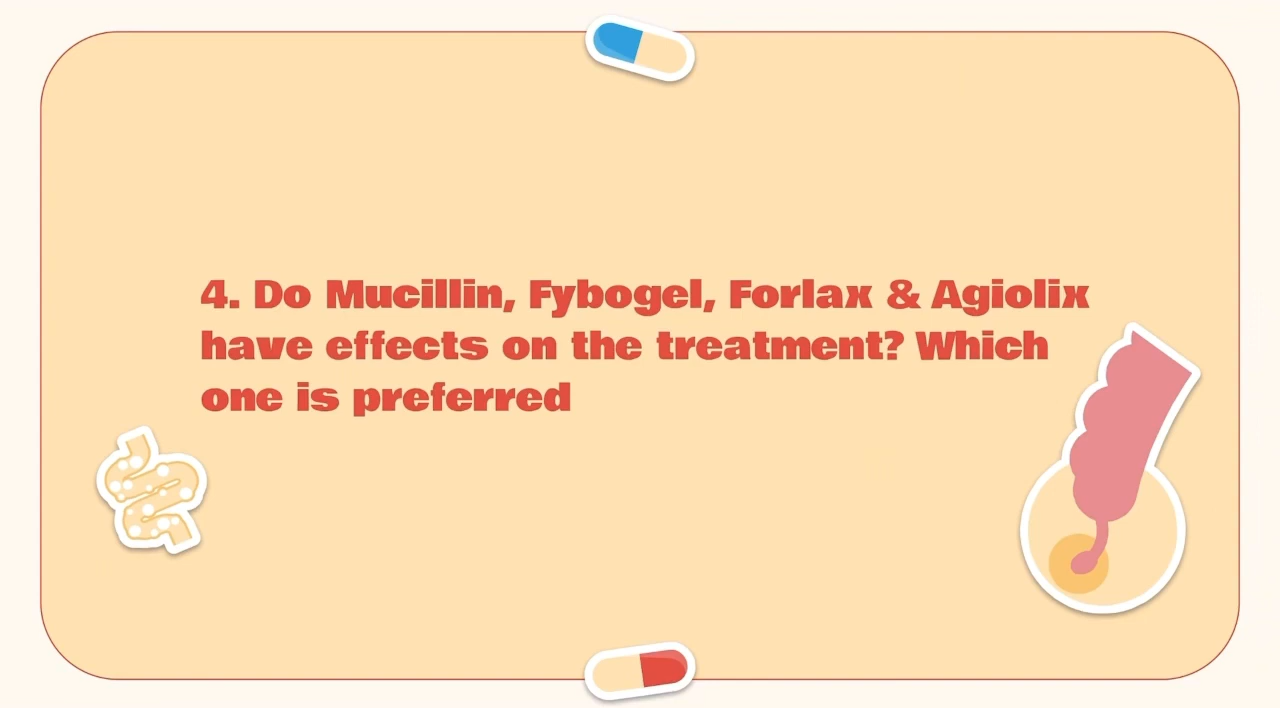 4. Do Mucillin, Fybogel, Forlax & Agiolix
have effects on the treatment? Which
one is preferred